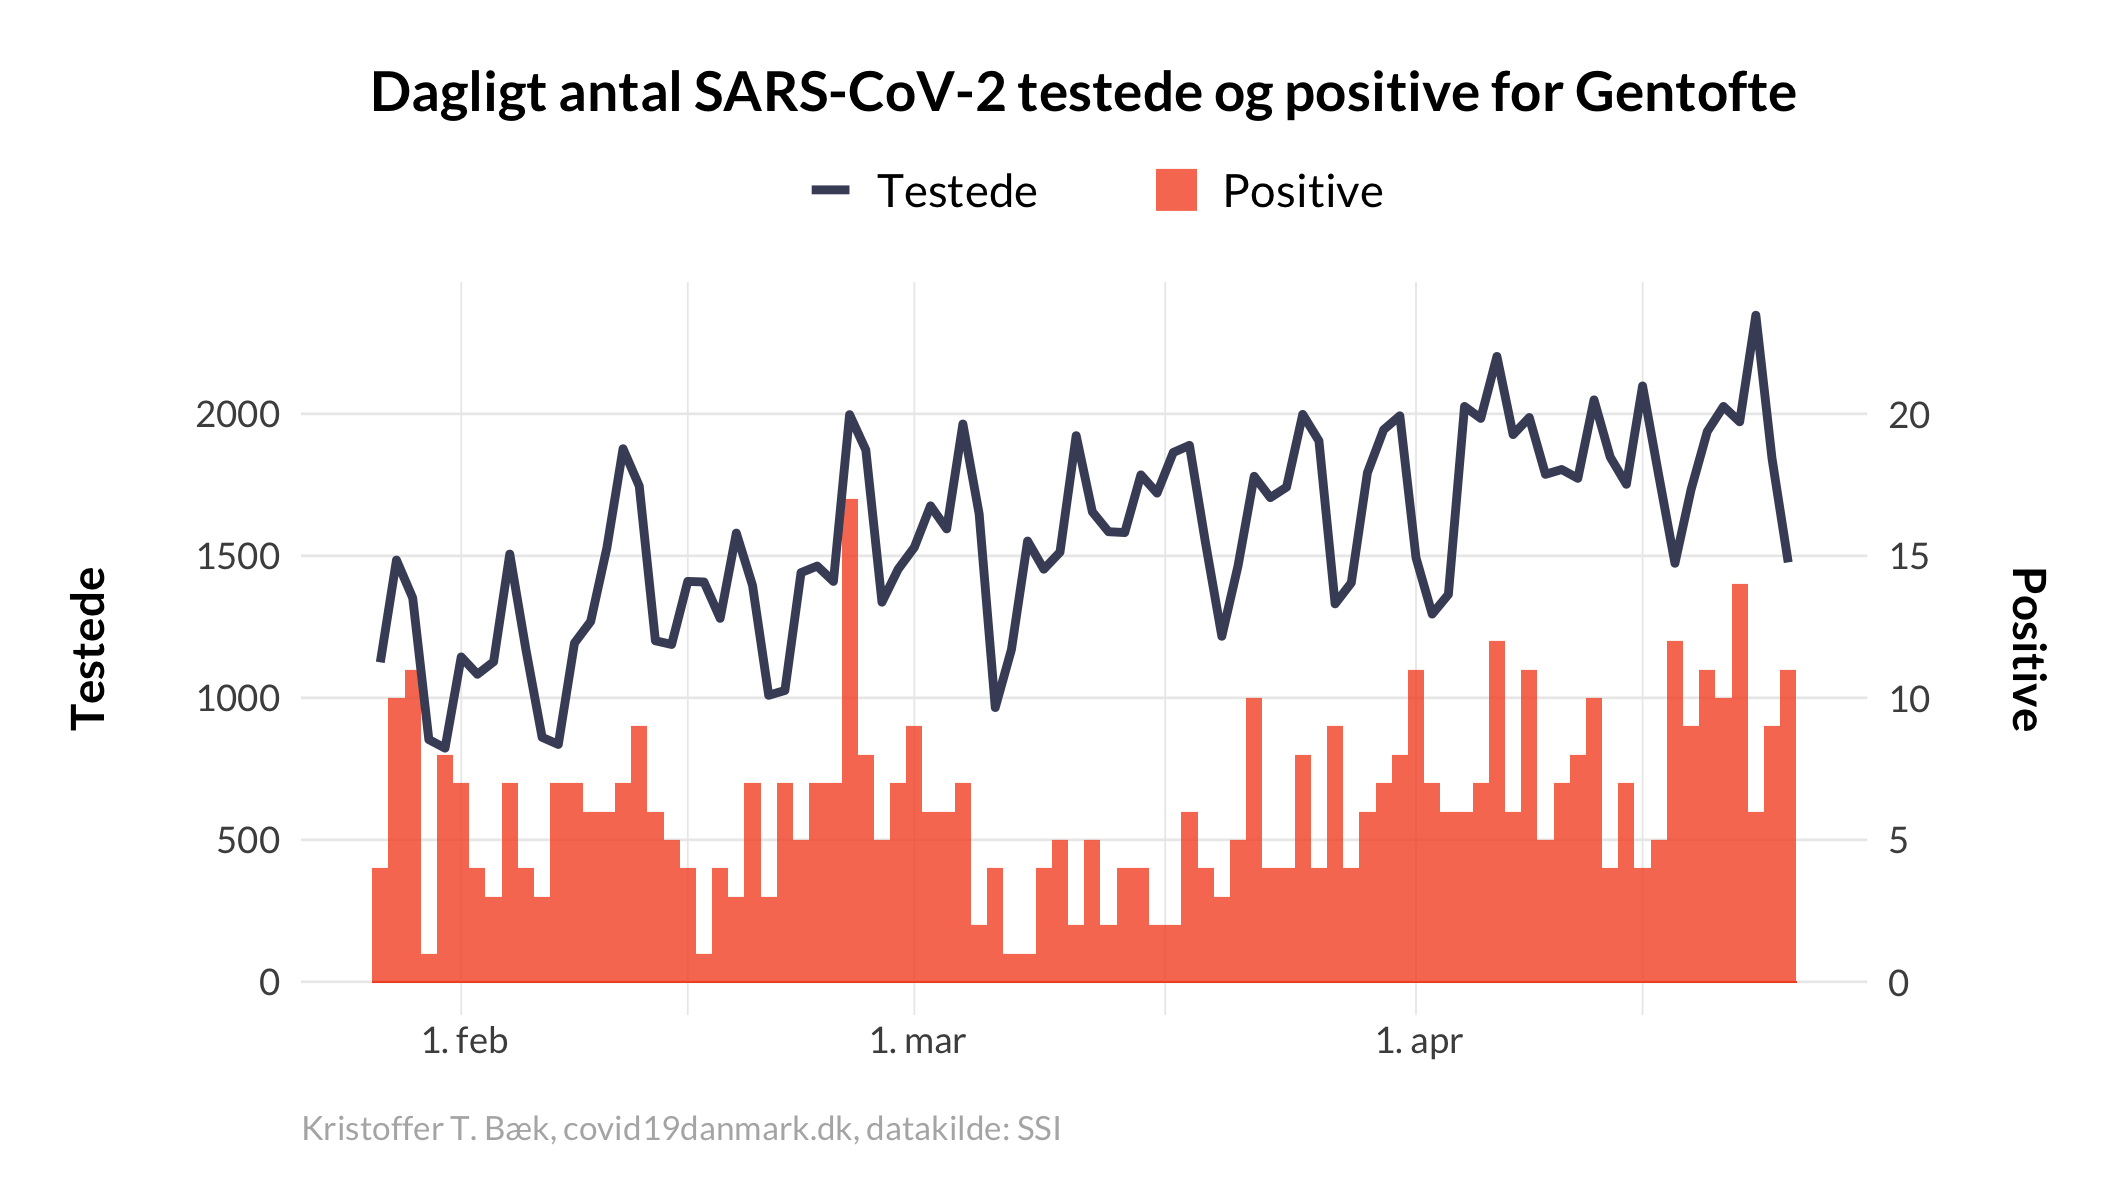 Dagligt antal SARS-CoV-2 testede og positive for Gentofte
Testede
Positive
Testede
2000
1500
1000
500
0
20
15
10
5
0
Positive
1. feb
1. mar
1. apr
Kristoffer T. Bæk, covid19danmark.dk, datakilde: SSI